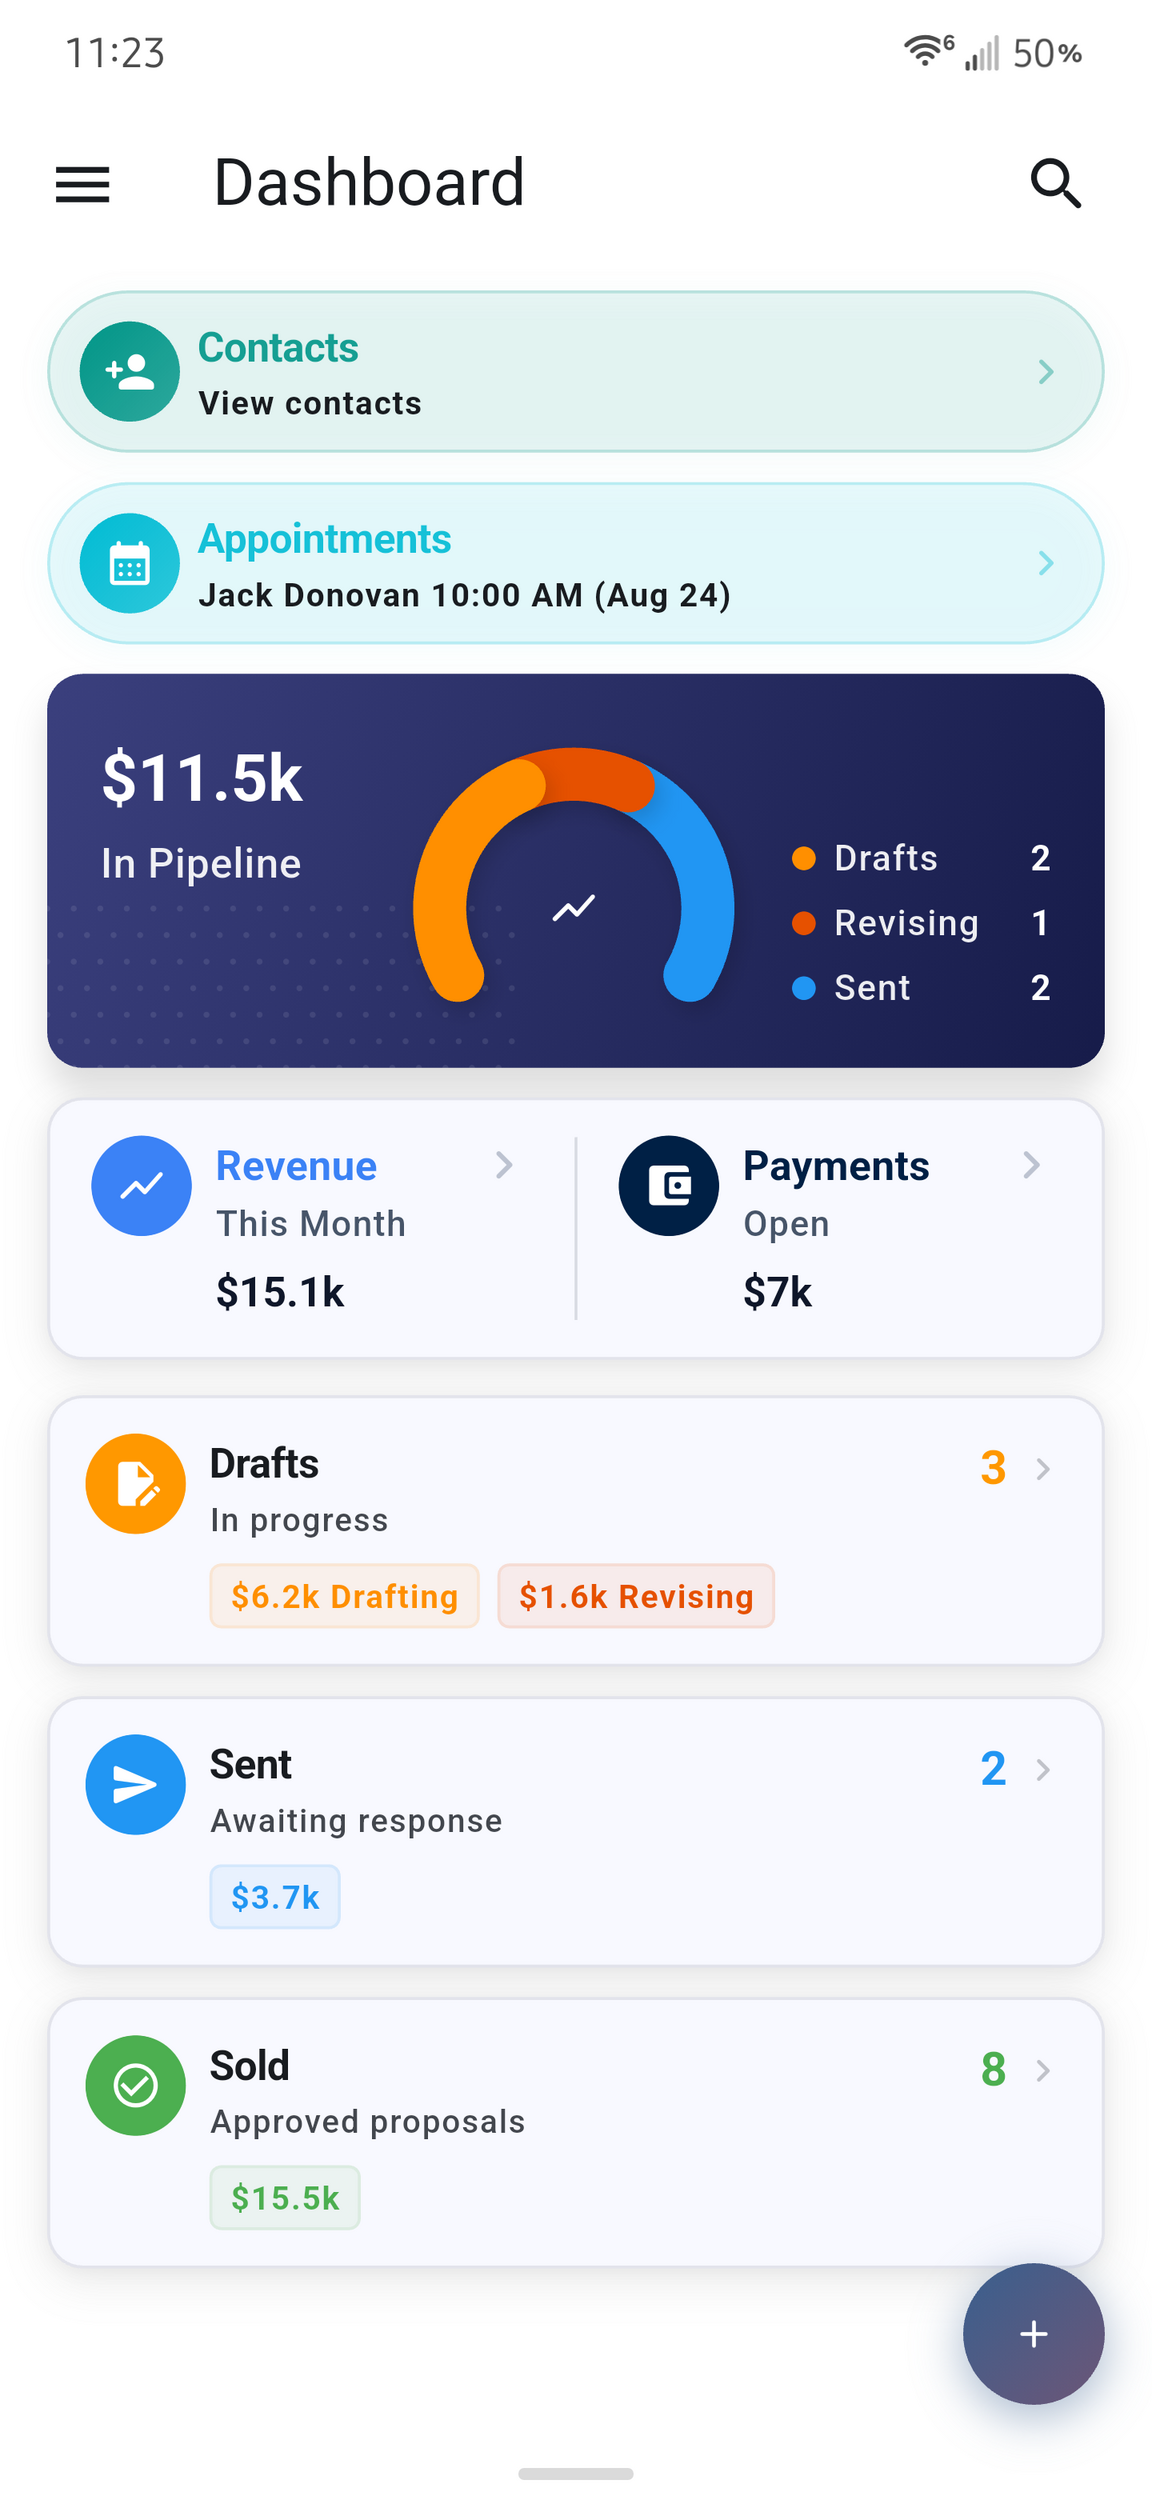 11:23
6 50%
Dashboard
Contacts
View contacts
Appointments
Jack Donovan 10:00 AM (Aug 24)
$11.5k
In Pipeline
Drafts 2
Revising 1
Sent 2
Revenue
This Month
$15.1k
Payments
Open
$7k
Drafts 3
In progress
$6.2k Drafting $1.6k Revising
Sent 2
Awaiting response
$3.7k
Sold 8
Approved proposals
$15.5k